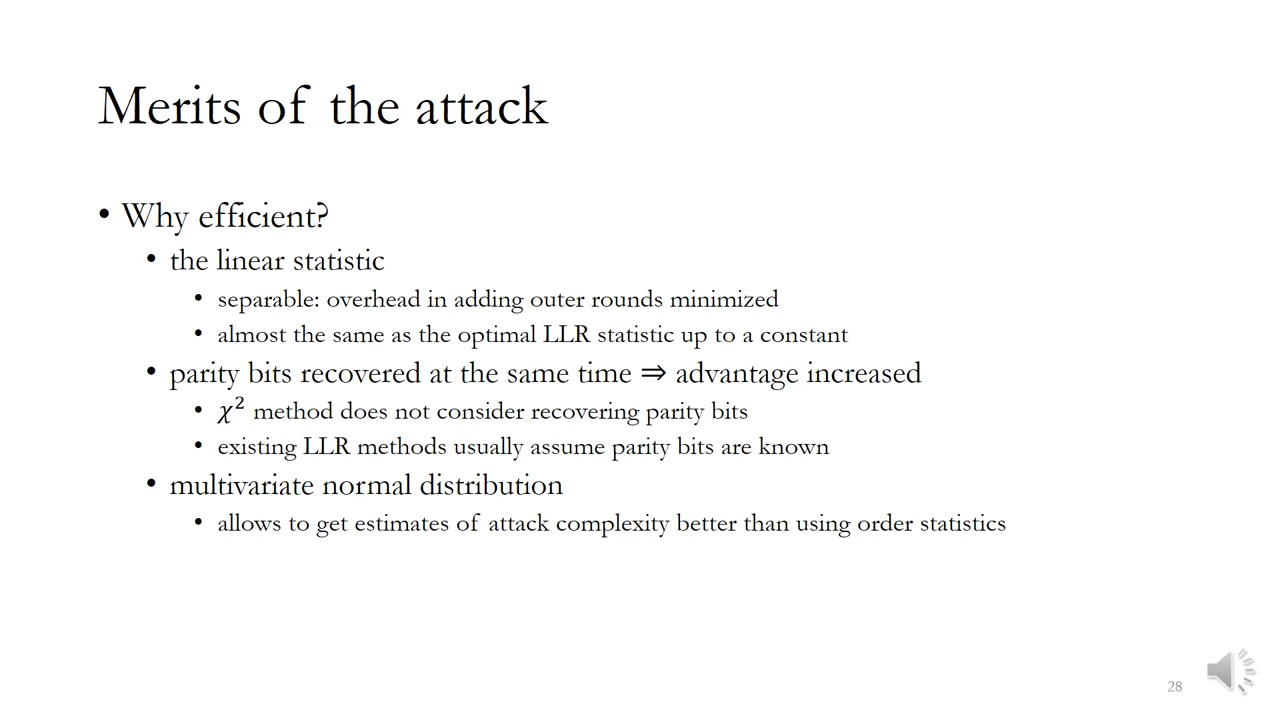 Merits of the attack
• Why efficient?
• the linear statistic
• separable: overhead in adding outer rounds minimized
• almost the same as the optimal LLR statistic up to a constant
• parity bits recovered at the same time ⇒ advantage increased
• χ² method does not consider recovering parity bits
• existing LLR methods usually assume parity bits are known
• multivariate normal distribution
• allows to get estimates of attack complexity better than using order statistics
28